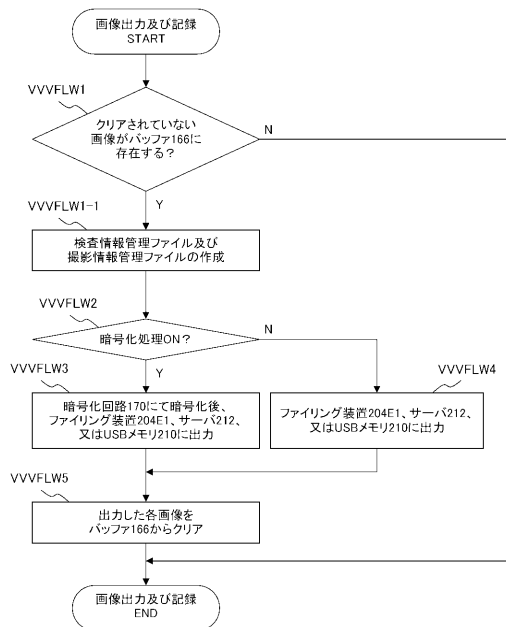 画像出力及び記録
START
VVVFLW1
クリアされていない
画像がバッファ166に
存在する?
N
Y
VVVFLW1-1
検査情報管理ファイル及び
撮影情報管理ファイルの作成
VVVFLW2
暗号化処理ON?
N
Y
VVVFLW3
暗号化回路170にて暗号化後、
ファイリング装置204E1、サーバ212、
又はUSBメモリ210に出力
VVVFLW4
ファイリング装置204E1、サーバ212、
又はUSBメモリ210に出力
VVVFLW5
出力した各画像を
バッファ166からクリア
画像出力及び記録
END